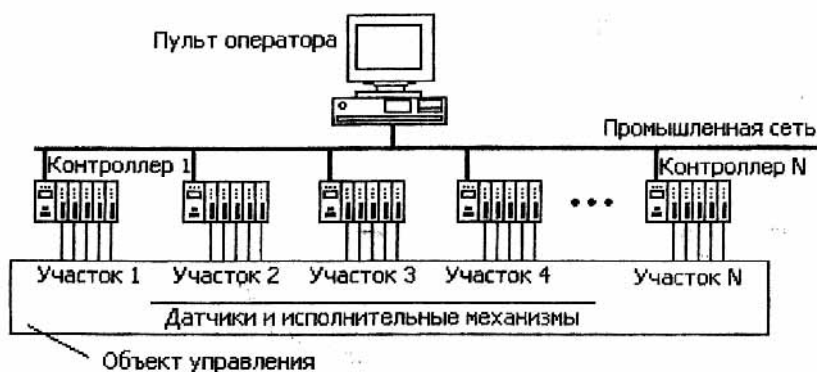 Пульт оператора
Промышленная сеть
Контроллер 1
Контроллер N
Участок 1
Участок 2
Участок 3
Участок 4
Участок N
Датчики и исполнительные механизмы
Объект управления